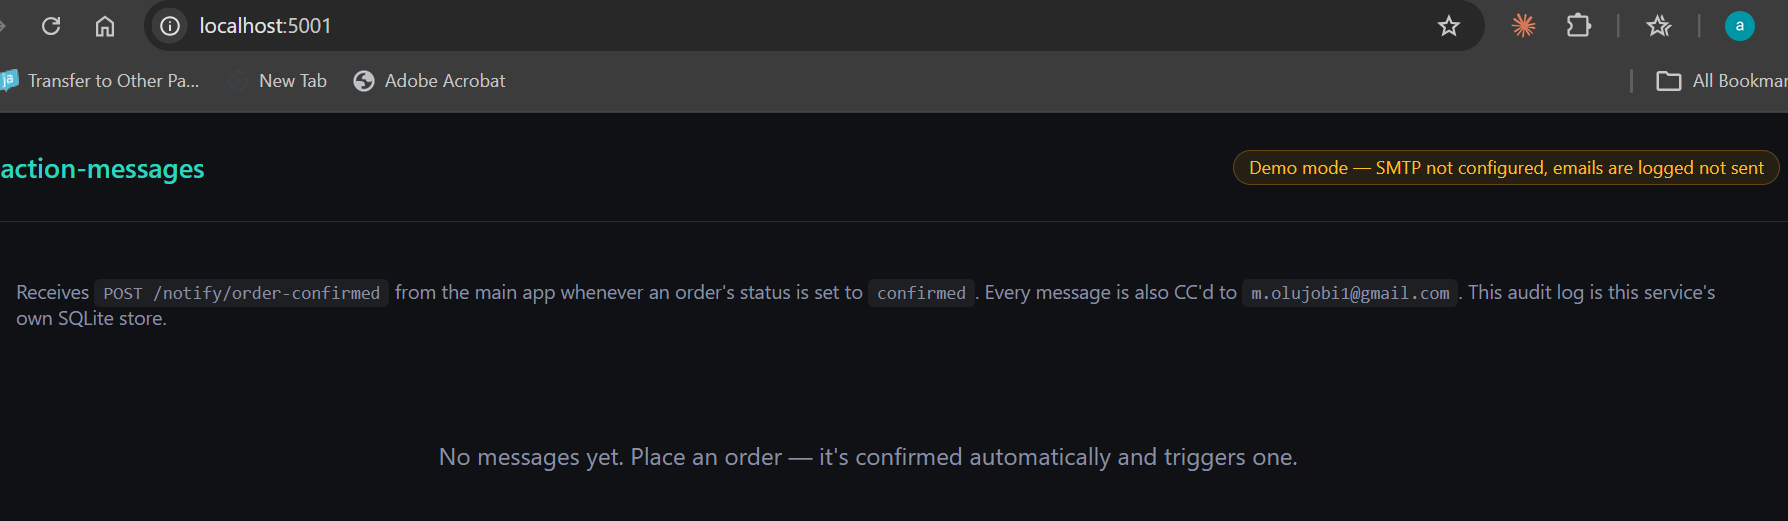 localhost:5001
a
Transfer to Other Pa...
New Tab
Adobe Acrobat
All Bookmar
action-messages
Demo mode — SMTP not configured, emails are logged not sent
Receives POST /notify/order-confirmed from the main app whenever an order's status is set to confirmed. Every message is also CC'd to m.olujobi1@gmail.com. This audit log is this service's
own SQLite store.
No messages yet. Place an order — it's confirmed automatically and triggers one.